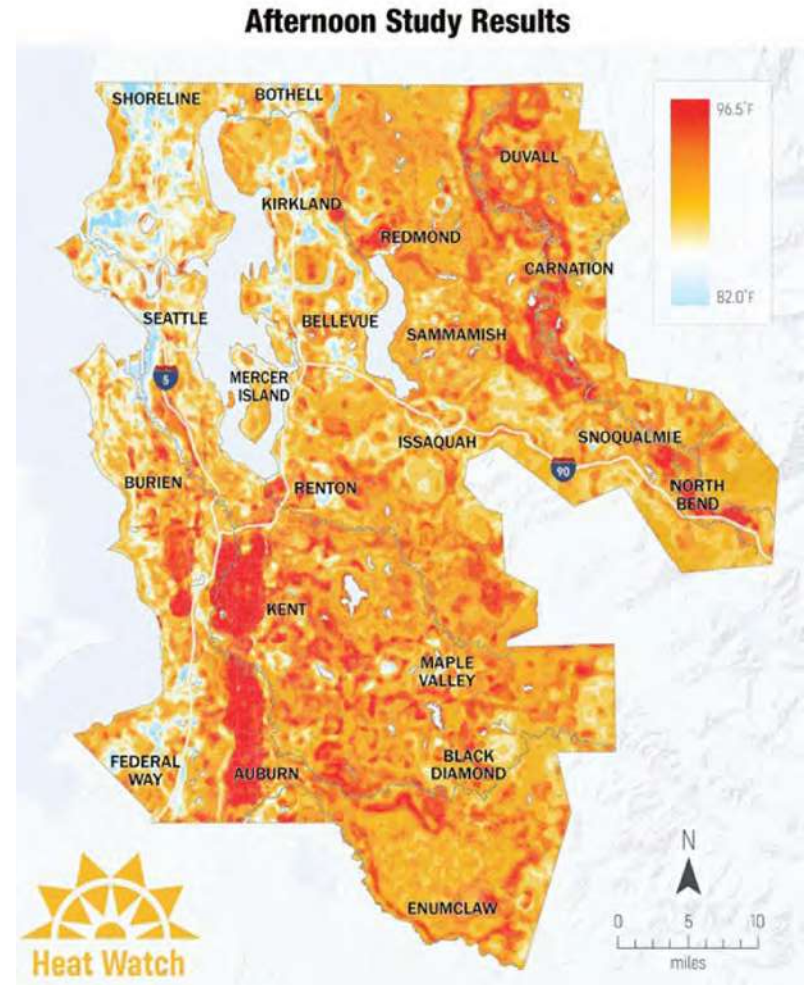 Afternoon Study Results
SHORELINE
BOTHELL
96.5°F
DUVALL
KIRKLAND
REDMOND
CARNATION
82.0°F
SEATTLE
BELLEVUE
SAMMAMISH
5
MERCER
ISLAND
ISSAQUAH
SNOQUALMIE
90
BURIEN
RENTON
NORTH
BEND
KENT
MAPLE
VALLEY
FEDERAL
WAY
AUBURN
BLACK
DIAMOND
N
ENUMCLAW
0 5 10
miles
Heat Watch